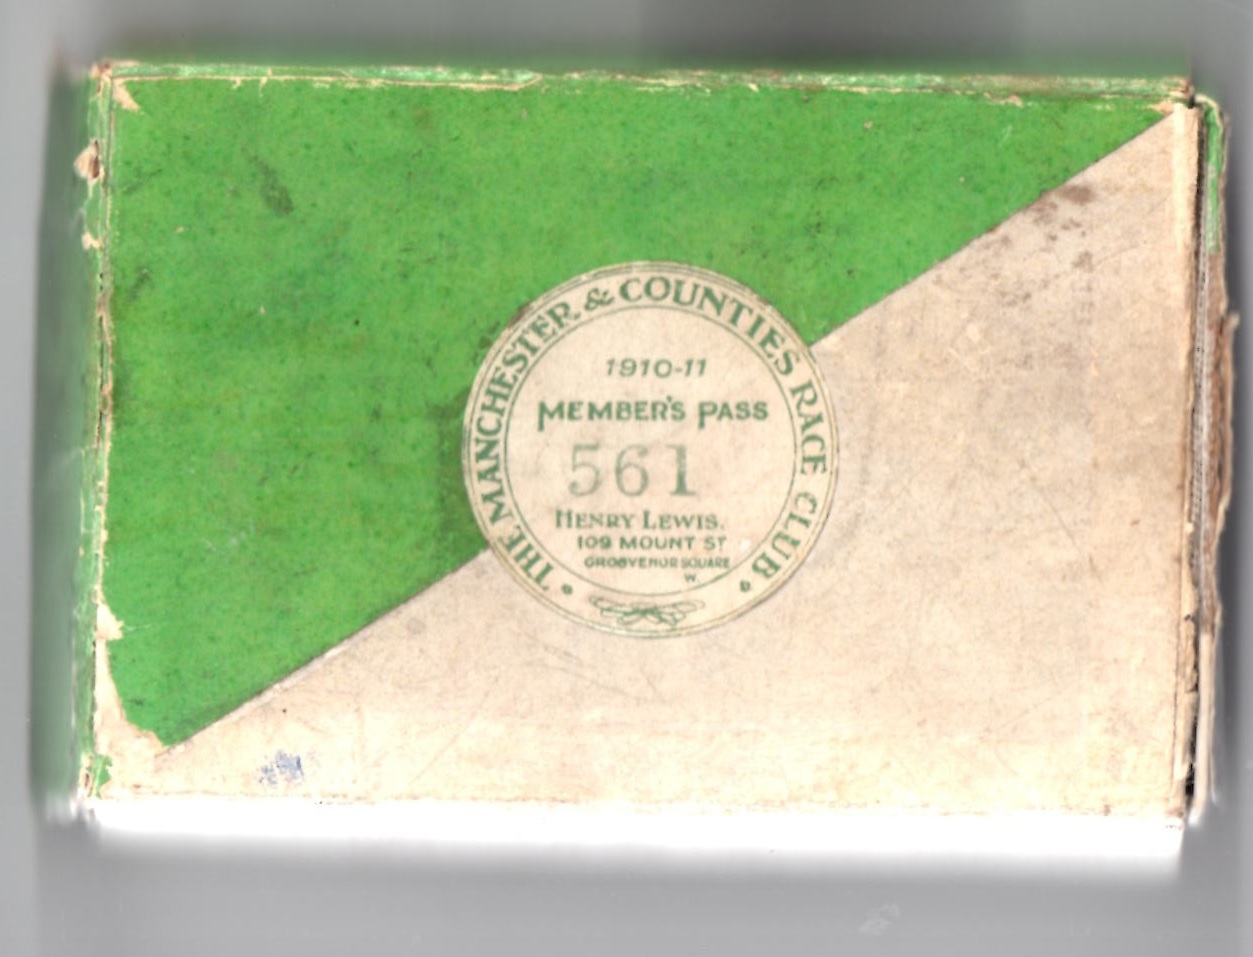 THE MANCHESTER & COUNTIES RACE CLUB
1910-11
MEMBER'S PASS
561
HENRY LEWIS.
109 MOUNT ST
GROSVENOR SQUARE
W.